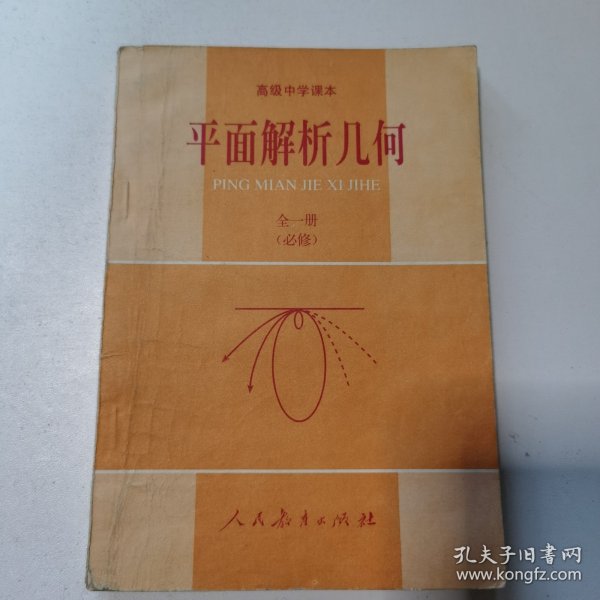 高级中学课本
平面解析几何
PING MIAN JIE XI JIHE
全一册
（必修）
人民教育出版社
孔夫子旧书网
www.kongfz.com